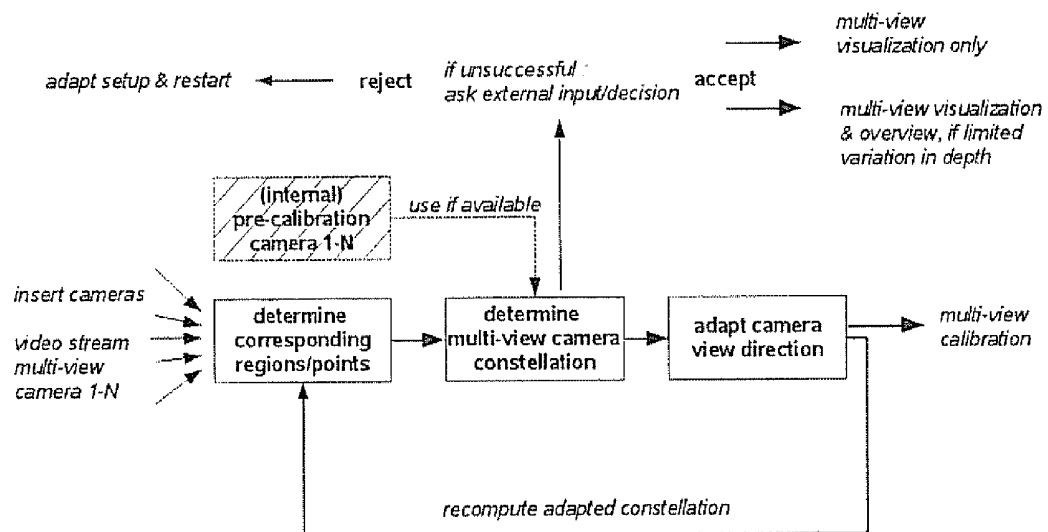 multi-view
visualization only
adapt setup & restart
reject
if unsuccessful :
ask external input/decision
accept
multi-view visualization
& overview, if limited
variation in depth
(internal)
pre-calibration
camera 1-N
use if available
insert cameras
video stream
multi-view
camera 1-N
determine
corresponding
regions/points
determine
multi-view camera
constellation
adapt camera
view direction
multi-view
calibration
recompute adapted constellation